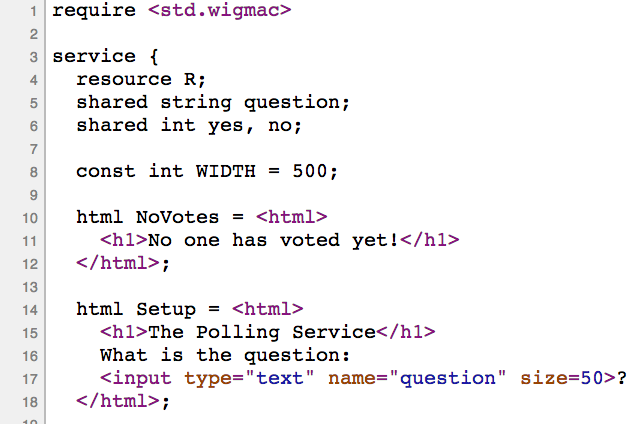 1 require <std.wigmac>
2
3 service {
4   resource R;
5   shared string question;
6   shared int yes, no;
7
8   const int WIDTH = 500;
9
10   html NoVotes = <html>
11     <h1>No one has voted yet!</h1>
12   </html>;
13
14   html Setup = <html>
15     <h1>The Polling Service</h1>
16     What is the question:
17     <input type="text" name="question" size=50>?
18   </html>;